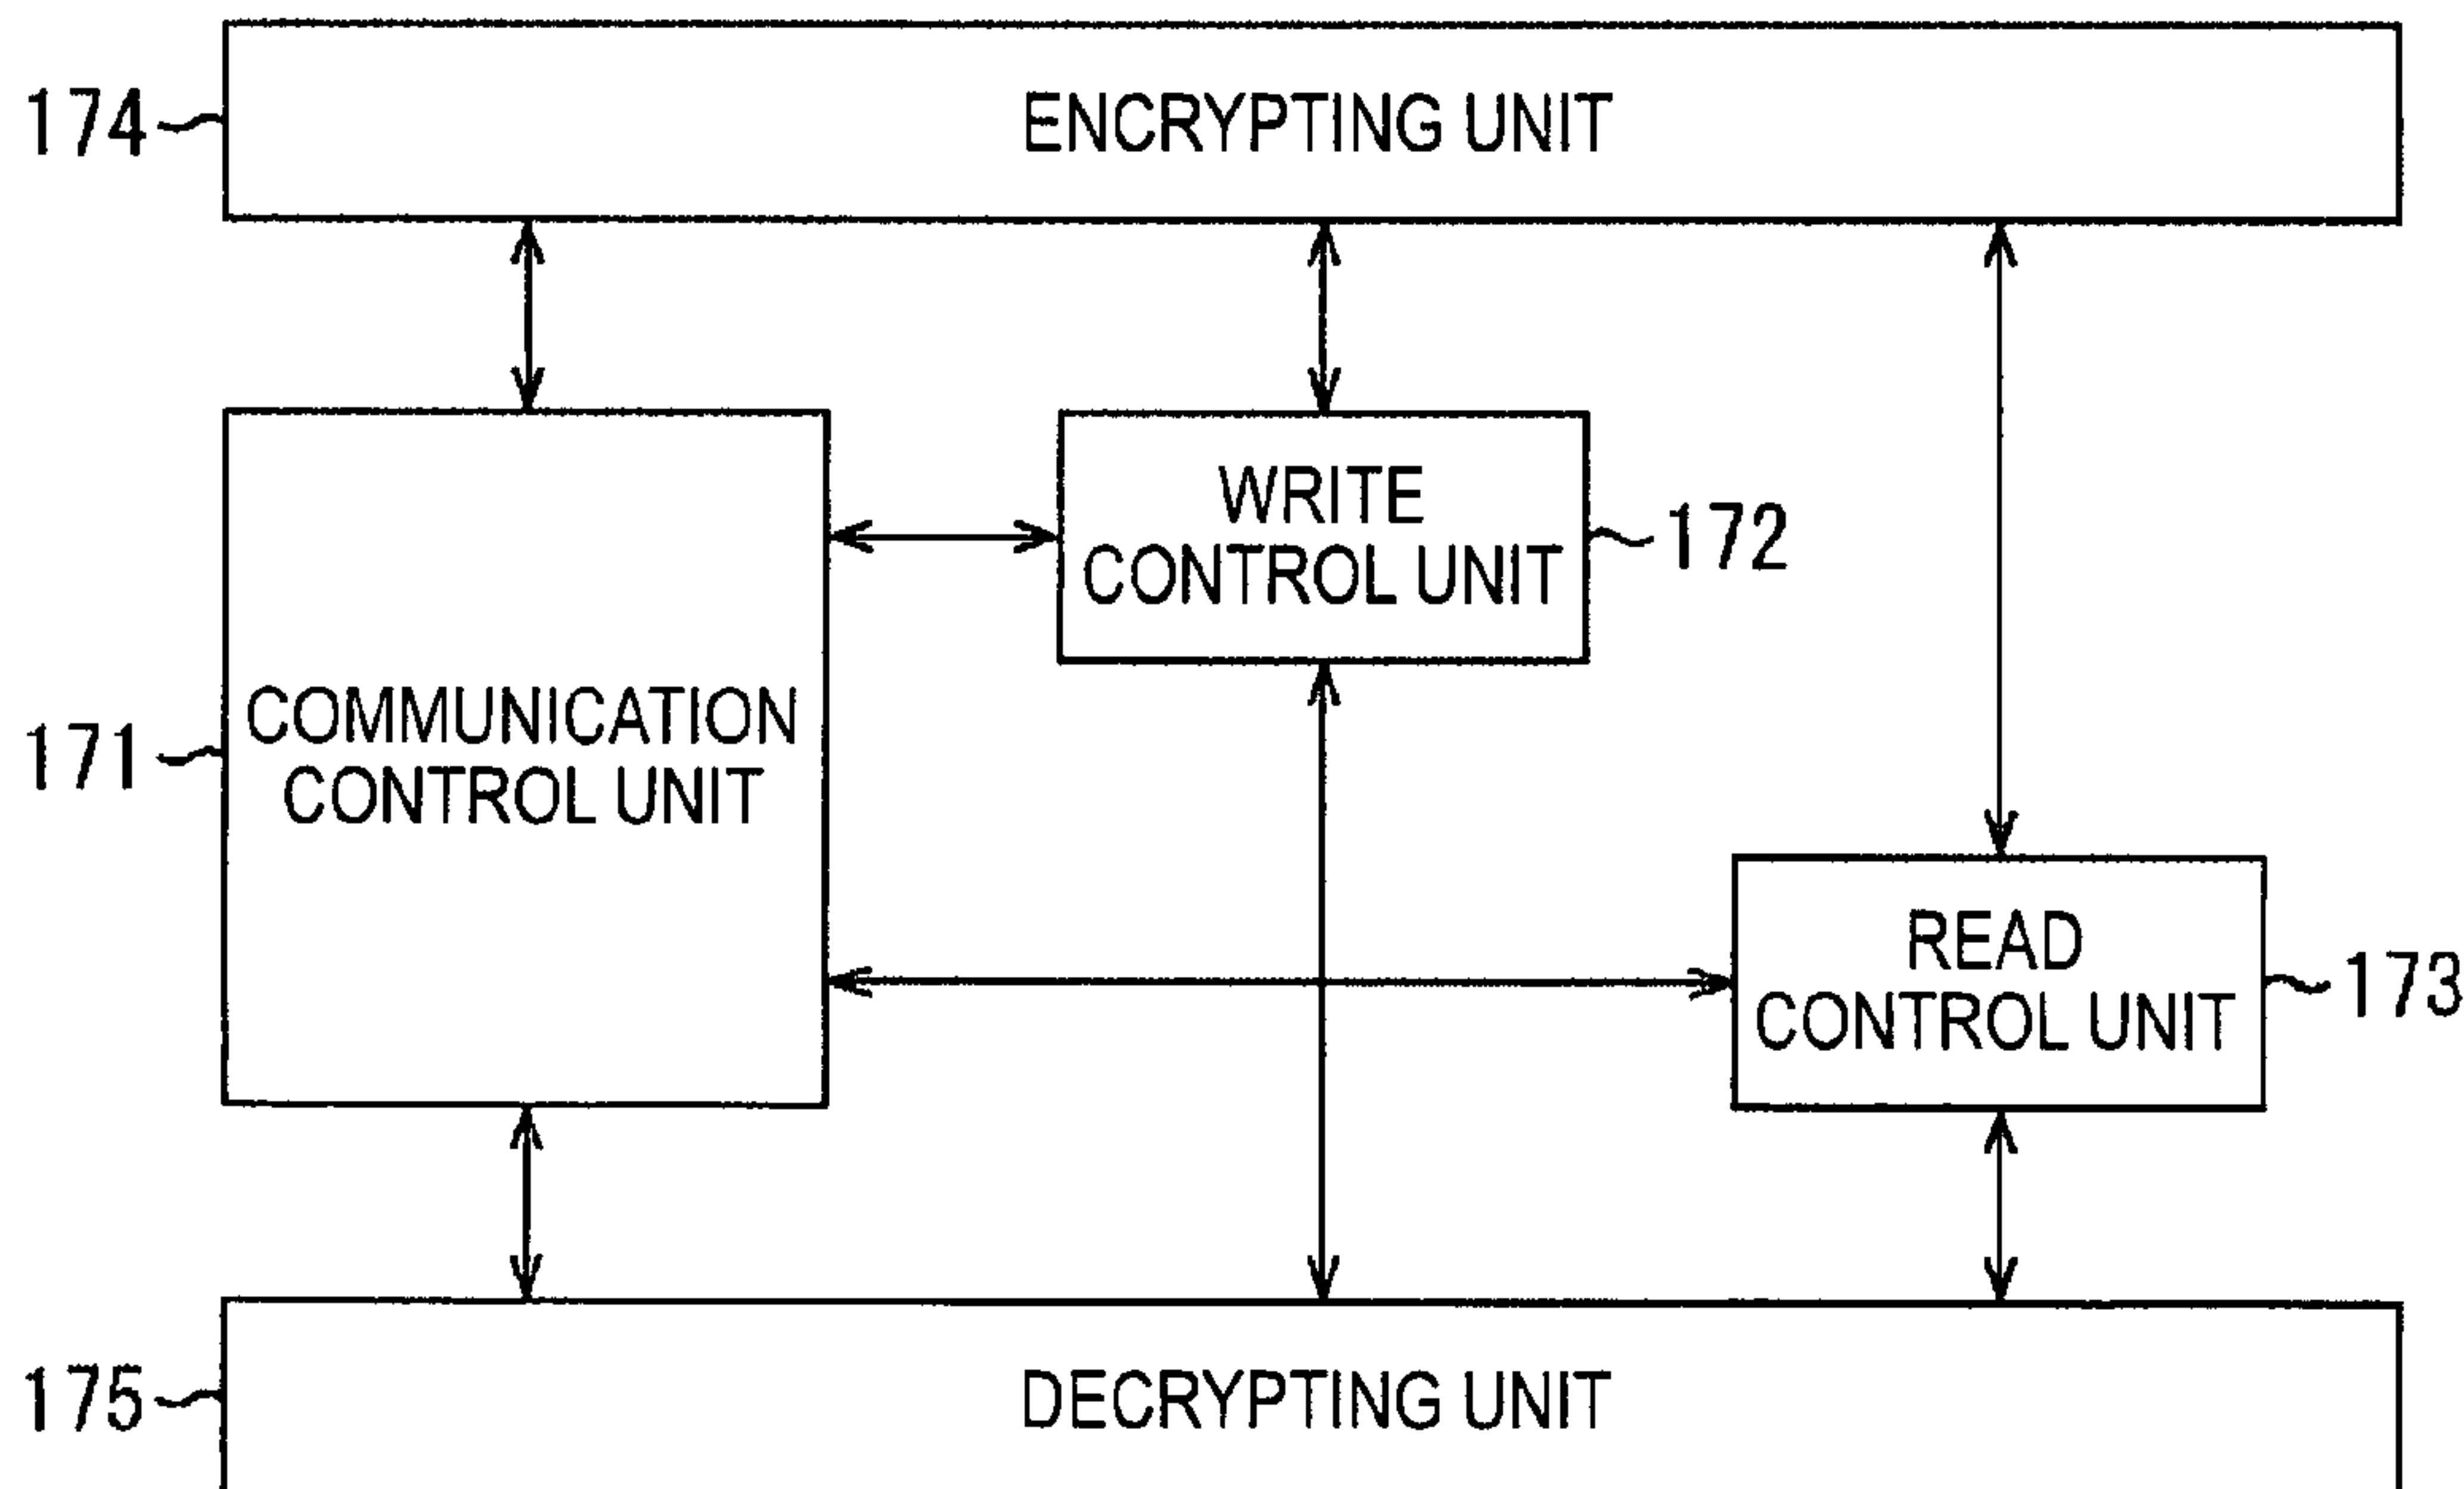 174
ENCRYPTING UNIT
WRITE
CONTROL UNIT
172
171
COMMUNICATION
CONTROL UNIT
READ
CONTROL UNIT
173
175
DECRYPTING UNIT